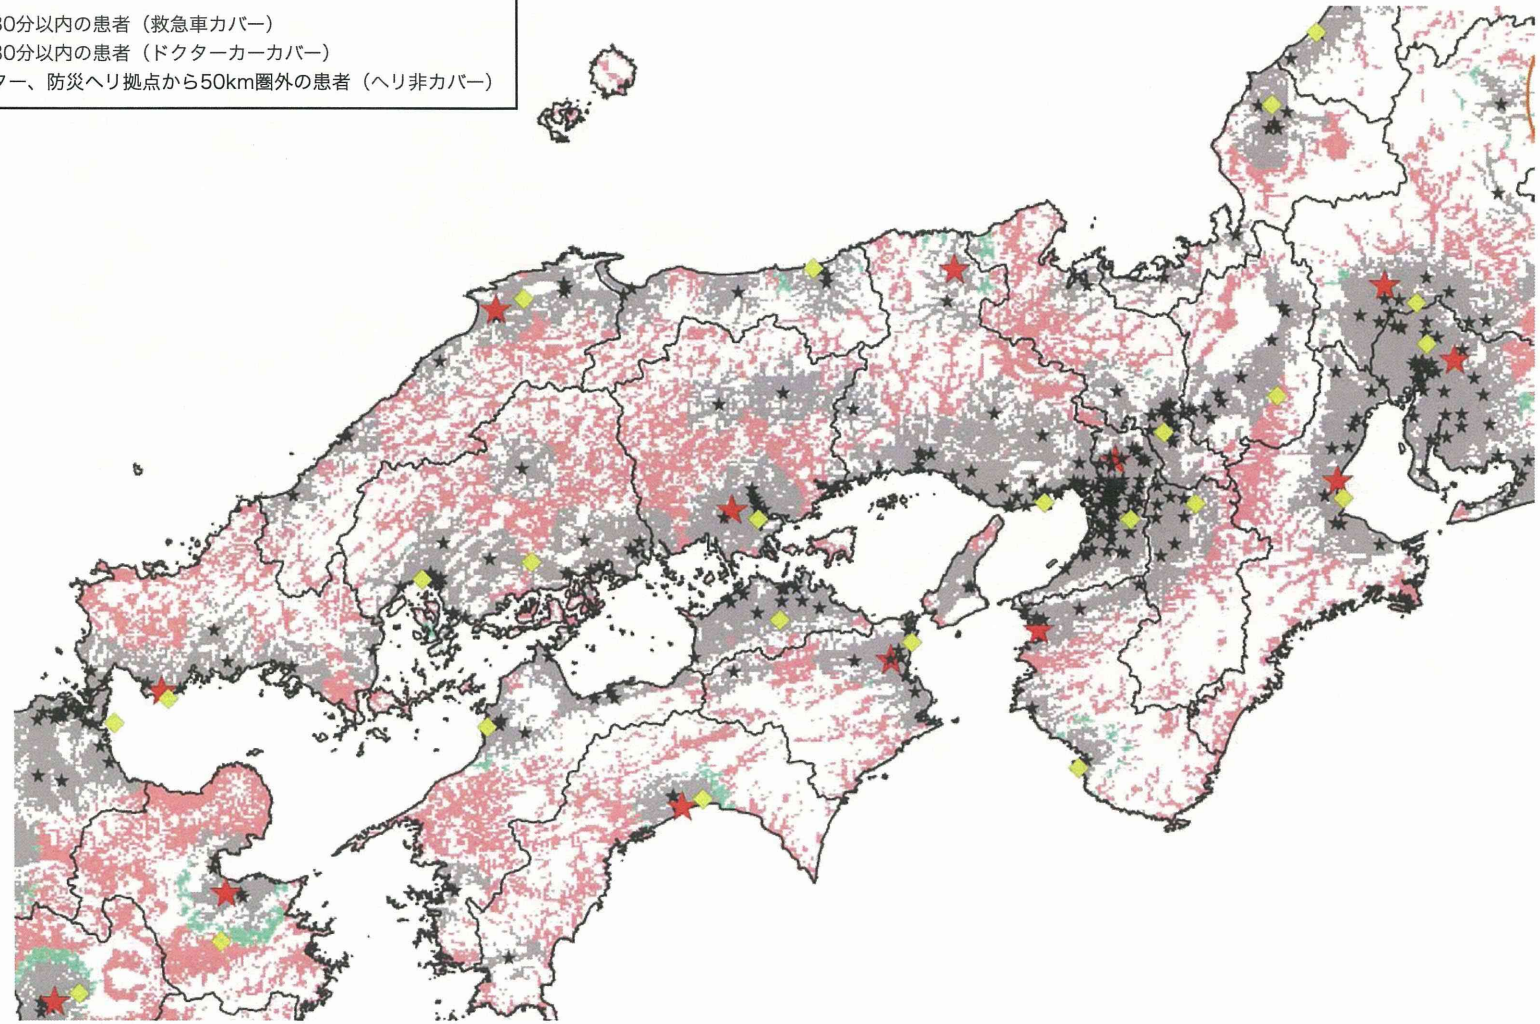 30分以内の患者（救急車カバー）
30分以内の患者（ドクターカーカバー）
ター、防災ヘリ拠点から50km圏外の患者（ヘリ非カバー）